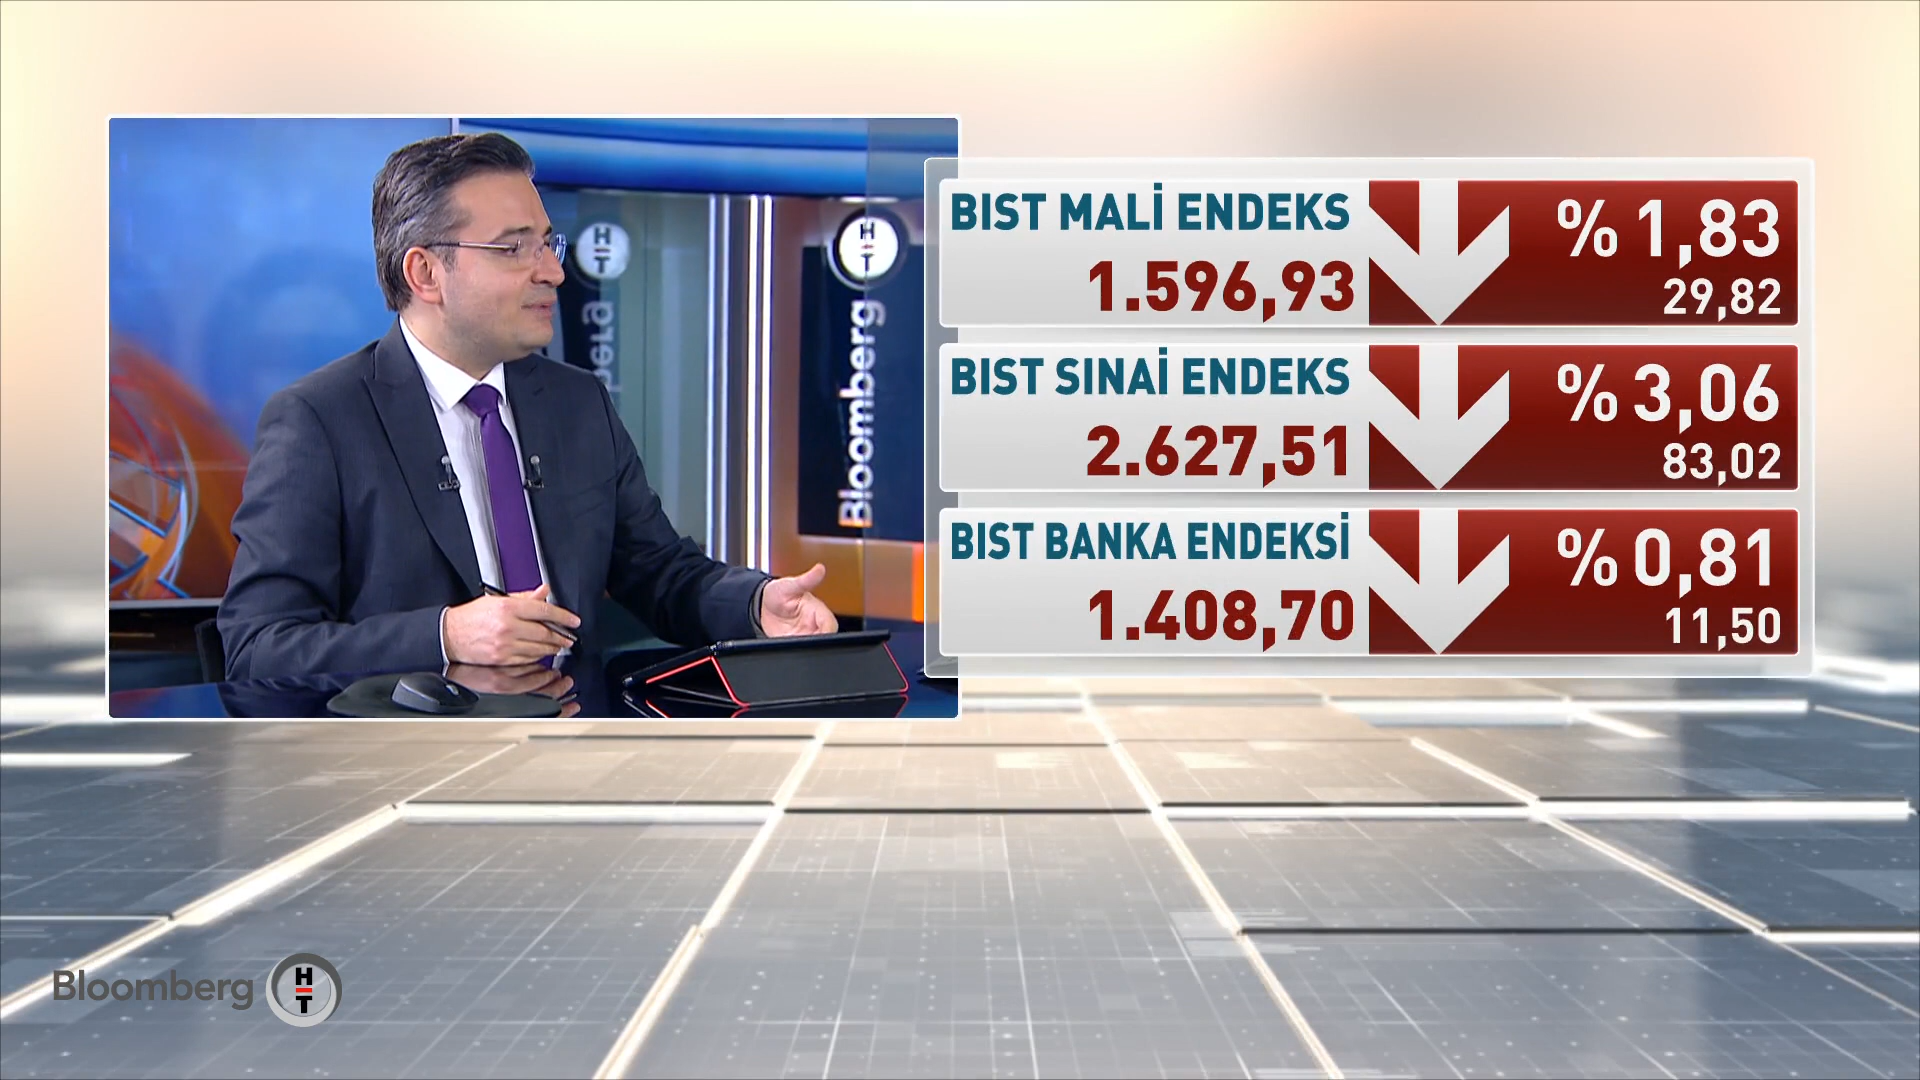 BIST MALİ ENDEKS
1.596,93
% 1,83
29,82
BIST SINAİ ENDEKS
2.627,51
% 3,06
83,02
BIST BANKA ENDEKSİ
1.408,70
% 0,81
11,50
H
T
Bloomberg
H
T
Bloomberg
H
T